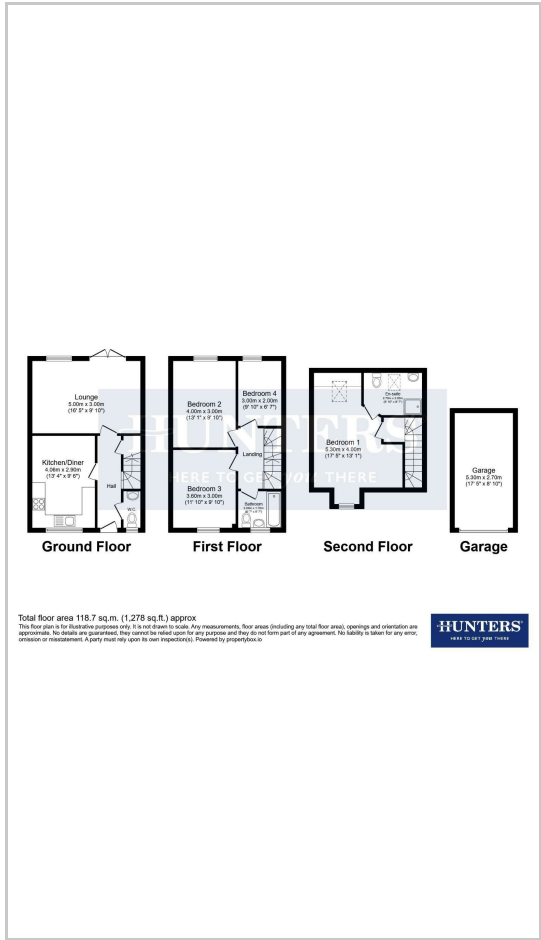 Lounge
5.00m x 3.00m
(16' 5" x 9' 10")
Kitchen/Diner
4.06m x 2.90m
(13' 4" x 9' 6")
Hall
W.C.
Ground Floor
Bedroom 2
4.00m x 3.00m
(13' 1" x 9' 10")
Bedroom 4
3.00m x 2.00m
(9' 10" x 6' 7")
Landing
Bedroom 3
3.60m x 3.00m
(11' 10" x 9' 10")
Bathroom
First Floor
En-suite
Bedroom 1
5.30m x 4.00m
(17' 5" x 13' 1")
Second Floor
Garage
5.30m x 2.70m
(17' 5" x 8' 10")
Garage
HUNTERS
HERE TO GET you THERE
Total floor area 118.7 sq.m. (1,278 sq.ft.) approx
This floor plan is for illustrative purposes only. It is not drawn to scale. Any measurements, floor areas (including any total floor area), openings and orientation are
approximate. No details are guaranteed, they cannot be relied upon for any purpose and they do not form part of any agreement. No liability is taken for any error,
omission or misstatement. A party must rely upon its own inspection(s). Powered by propertybox.io
HUNTERS
HERE TO GET you THERE